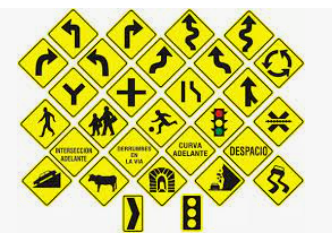 INTERSECCION
ADELANTE
DERRUMBES
EN
LA VIA
CURVA
ADELANTE
DESPACIO